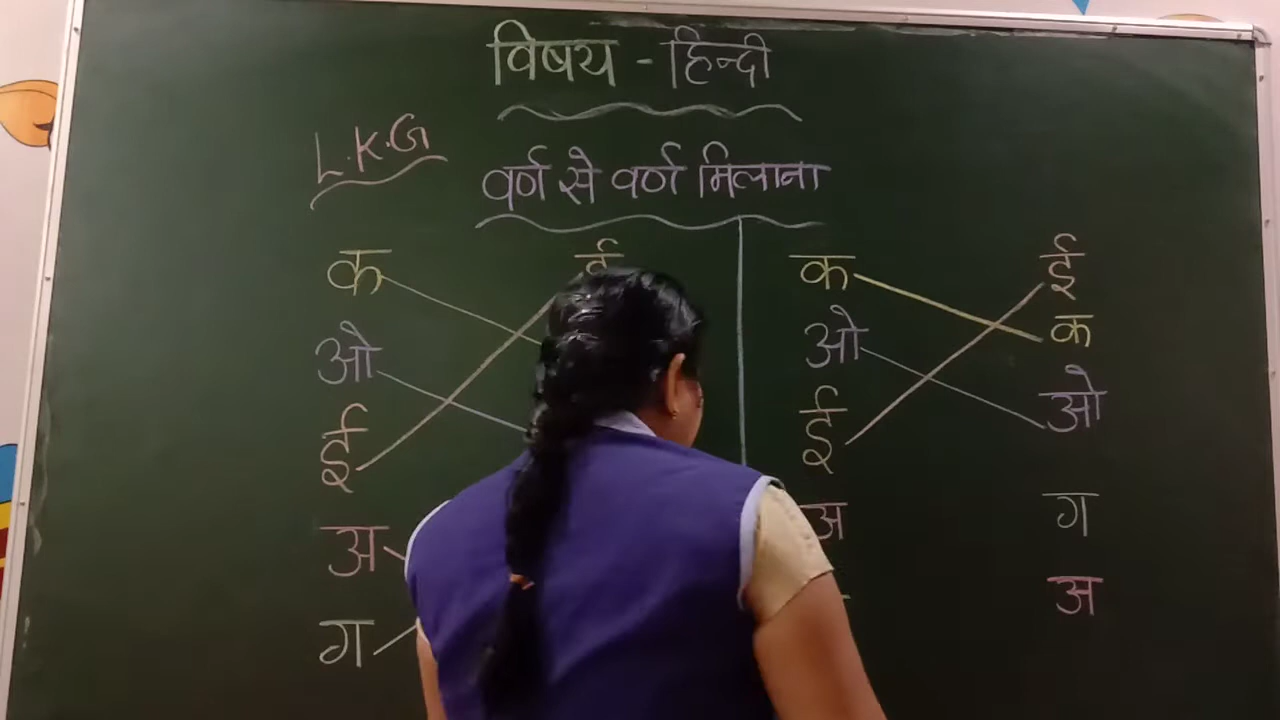 विषय - हिन्दी
L.K.G
वर्ण से वर्ण मिलाना
क ई क ई
क
ओ ओ
ओ
ई ई
अ अ ग
अ
ग